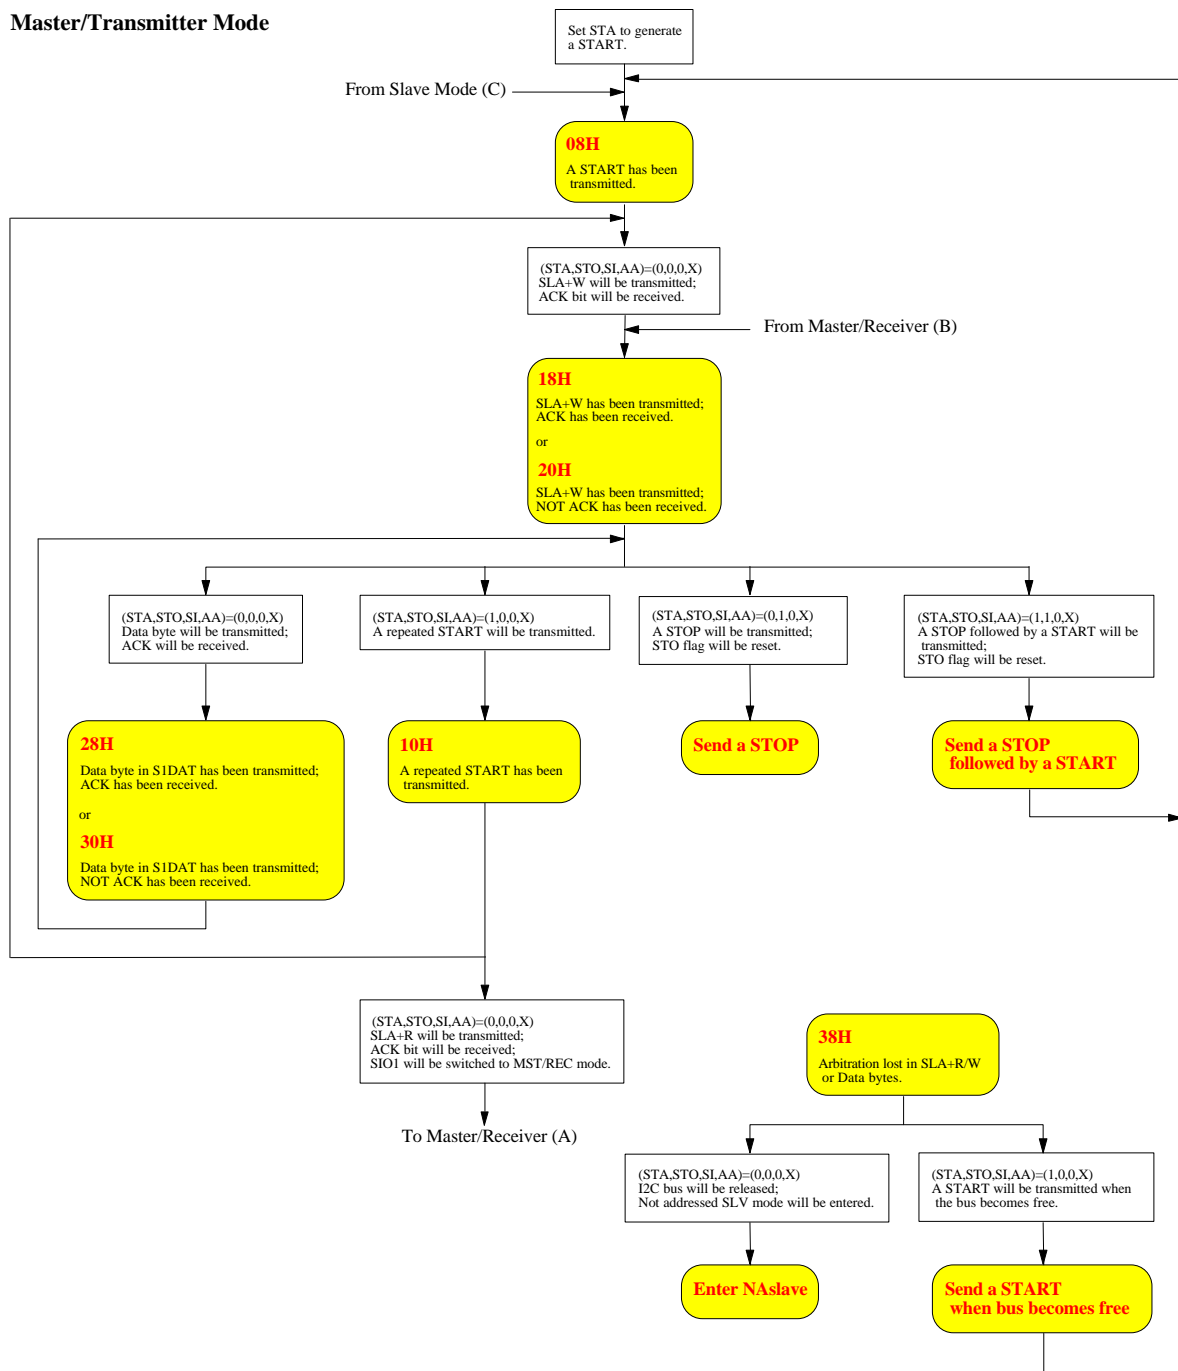 Master/Transmitter Mode
Set STA to generate
a START.
From Slave Mode (C)
08H
A START has been
transmitted.
(STA,STO,SI,AA)=(0,0,0,X)
SLA+W will be transmitted;
ACK bit will be received.
From Master/Receiver (B)
18H
SLA+W has been transmitted;
ACK has been received.
or
20H
SLA+W has been transmitted;
NOT ACK has been received.
(STA,STO,SI,AA)=(0,0,0,X)
Data byte will be transmitted;
ACK will be received.
(STA,STO,SI,AA)=(1,0,0,X)
A repeated START will be transmitted.
(STA,STO,SI,AA)=(0,1,0,X)
A STOP will be transmitted;
STO flag will be reset.
(STA,STO,SI,AA)=(1,1,0,X)
A STOP followed by a START will be
transmitted;
STO flag will be reset.
28H
Data byte in S1DAT has been transmitted;
ACK has been received.
or
30H
Data byte in S1DAT has been transmitted;
NOT ACK has been received.
10H
A repeated START has been
transmitted.
Send a STOP
Send a STOP
followed by a START
(STA,STO,SI,AA)=(0,0,0,X)
SLA+R will be transmitted;
ACK bit will be received;
SIO1 will be switched to MST/REC mode.
To Master/Receiver (A)
38H
Arbitration lost in SLA+R/W
or Data bytes.
(STA,STO,SI,AA)=(0,0,0,X)
I2C bus will be released;
Not addressed SLV mode will be entered.
(STA,STO,SI,AA)=(1,0,0,X)
A START will be transmitted when
the bus becomes free.
Enter NAslave
Send a START
when bus becomes free